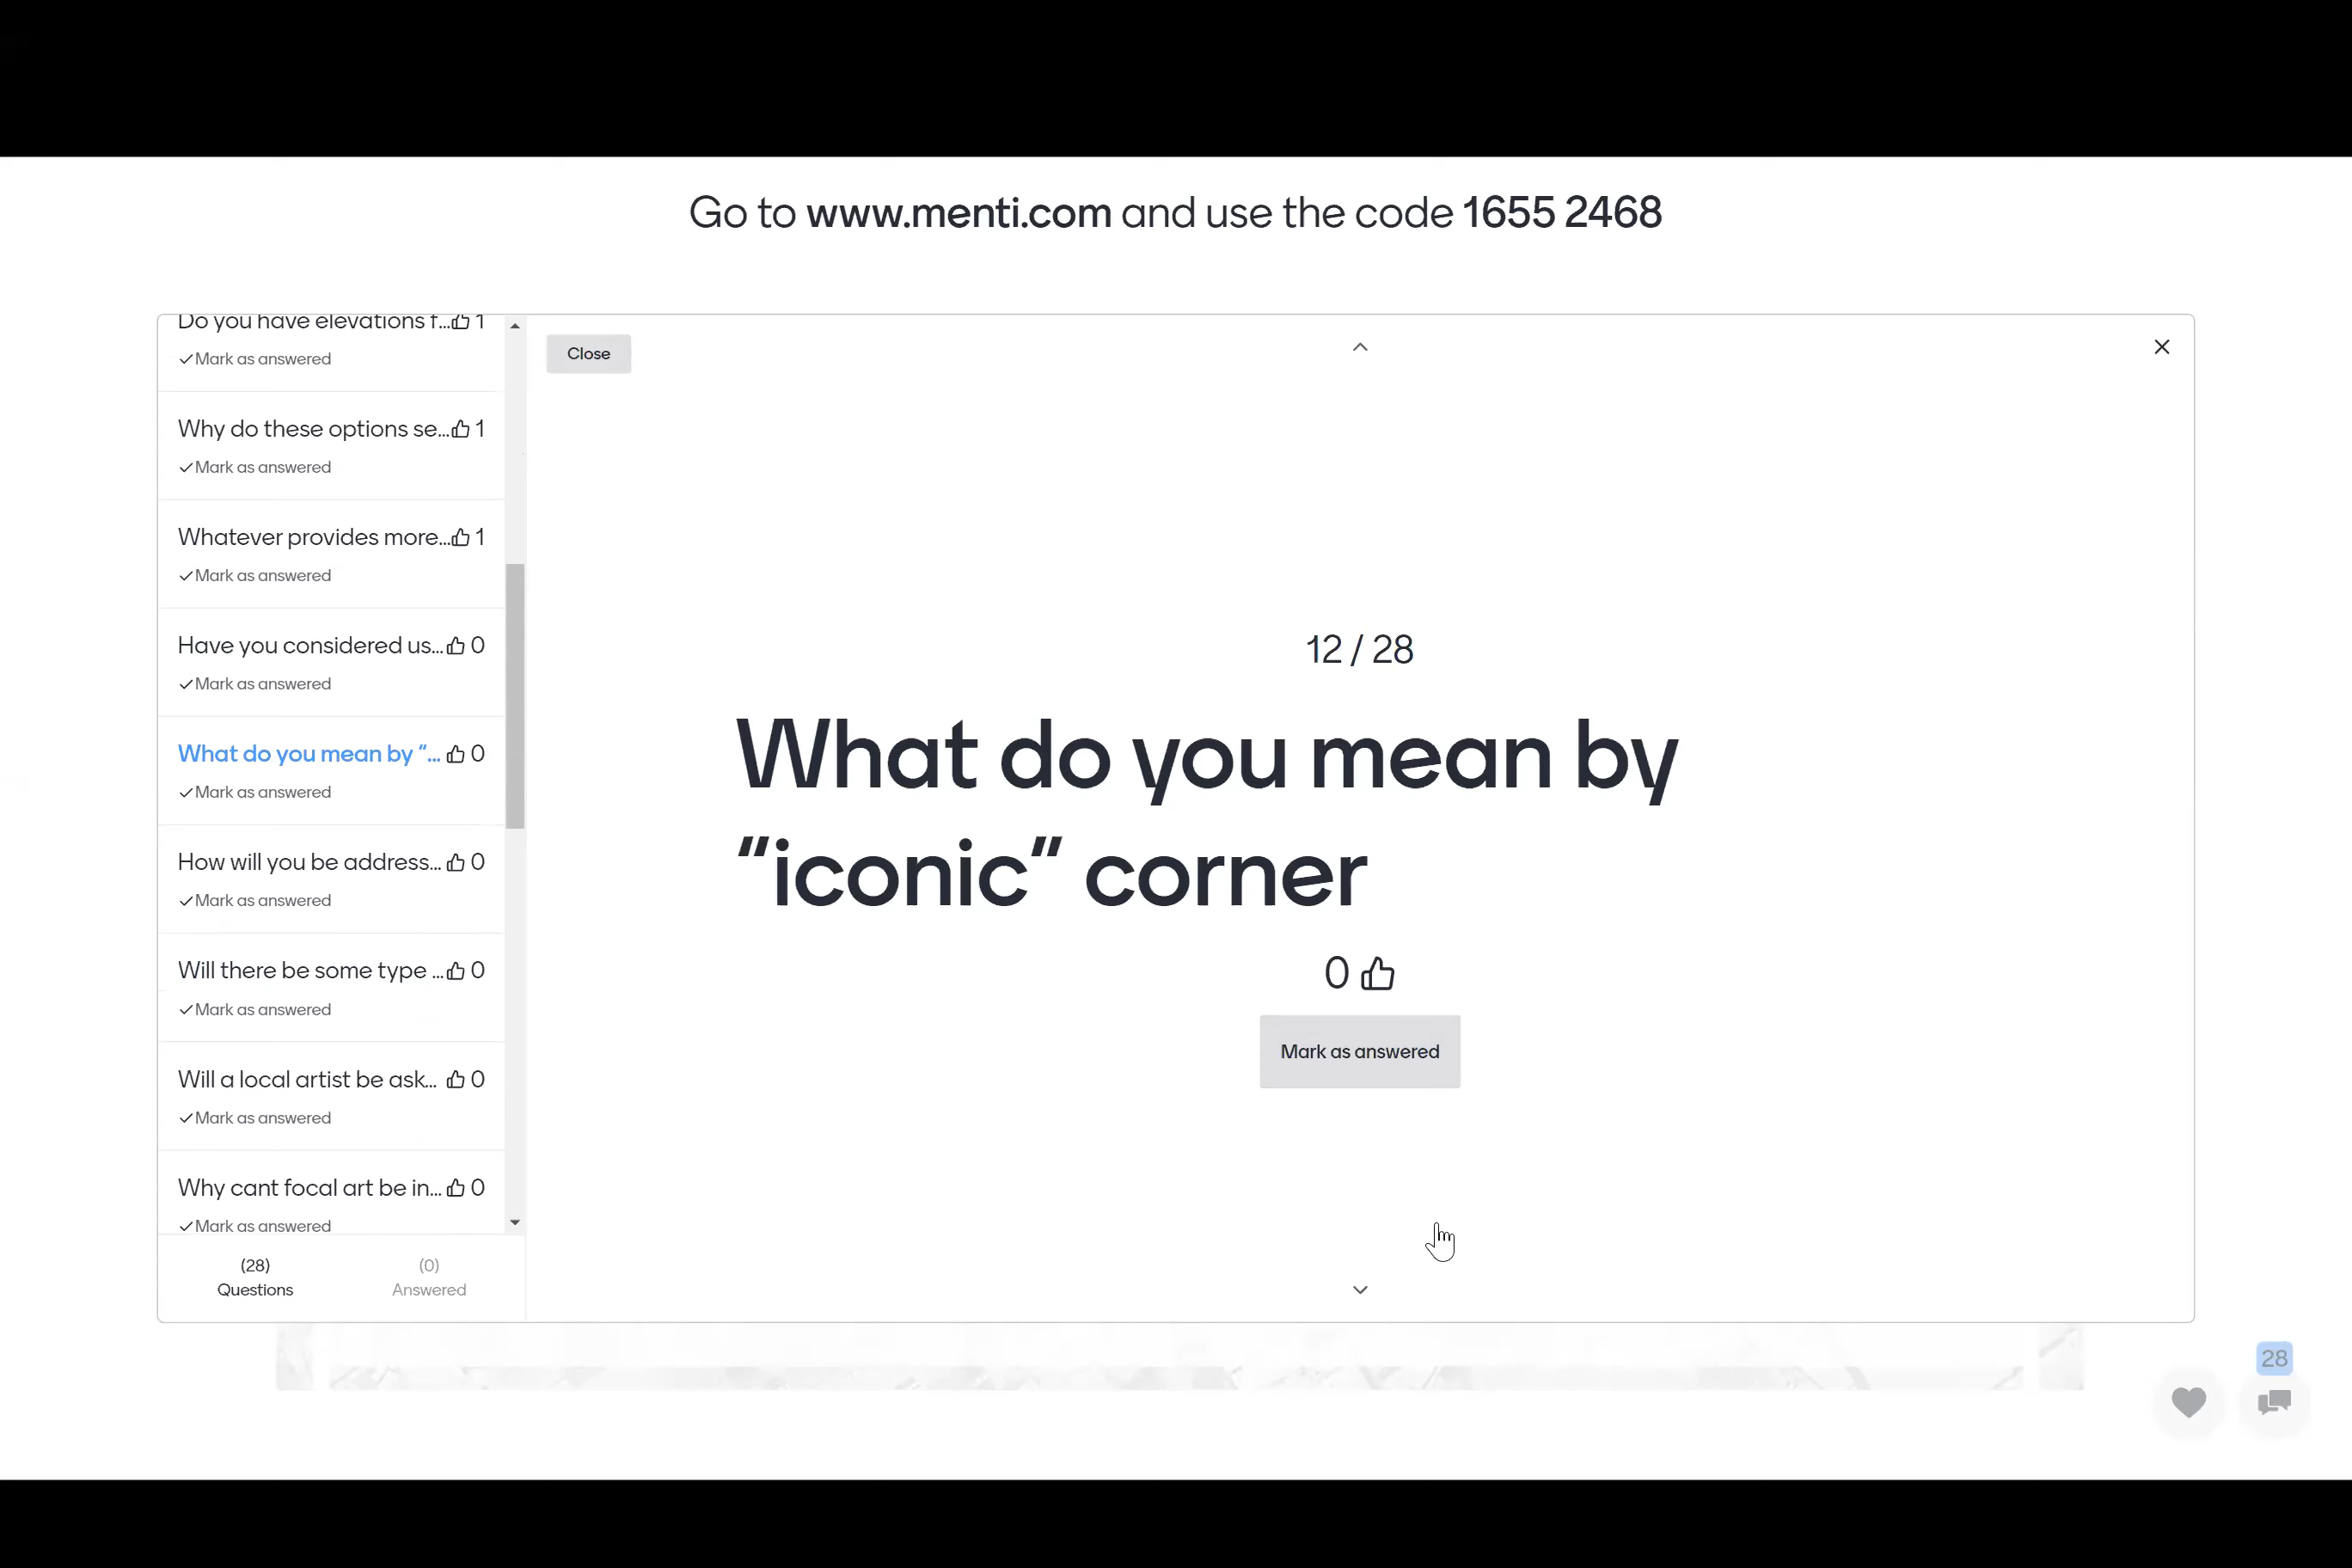 Go to www.menti.com and use the code 1655 2468
Do you have elevations f... 1
Mark as answered
Why do these options se... 1
Mark as answered
Whatever provides more... 1
Mark as answered
Have you considered us... 0
Mark as answered
What do you mean by “... 0
Mark as answered
How will you be address... 0
Mark as answered
Will there be some type ... 0
Mark as answered
Will a local artist be ask... 0
Mark as answered
Why cant focal art be in... 0
Mark as answered
(28)
Questions
(0)
Answered
Close
12 / 28
What do you mean by
“iconic” corner
0
Mark as answered
28